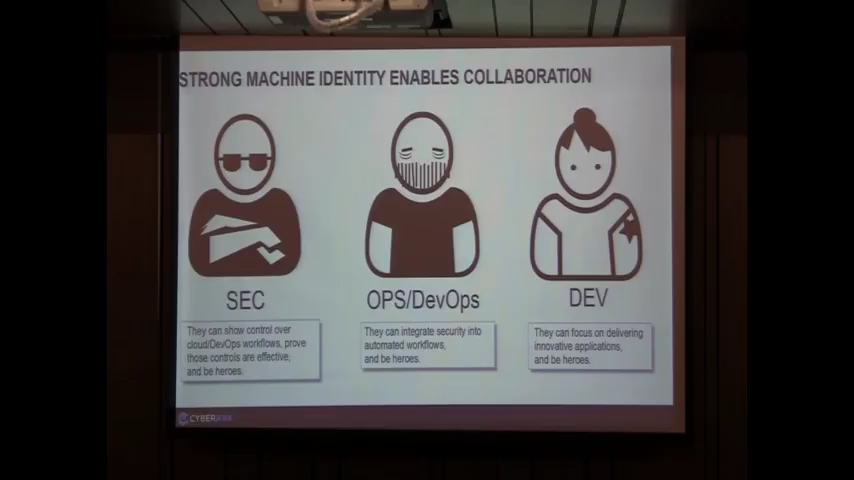 STRONG MACHINE IDENTITY ENABLES COLLABORATION
SEC
They can show control over
cloud/DevOps workflows, prove
those controls are effective,
and be heroes.
OPS/DevOps
They can integrate security into
automated workflows,
and be heroes.
DEV
They can focus on delivering
innovative applications,
and be heroes.
CYBERARK